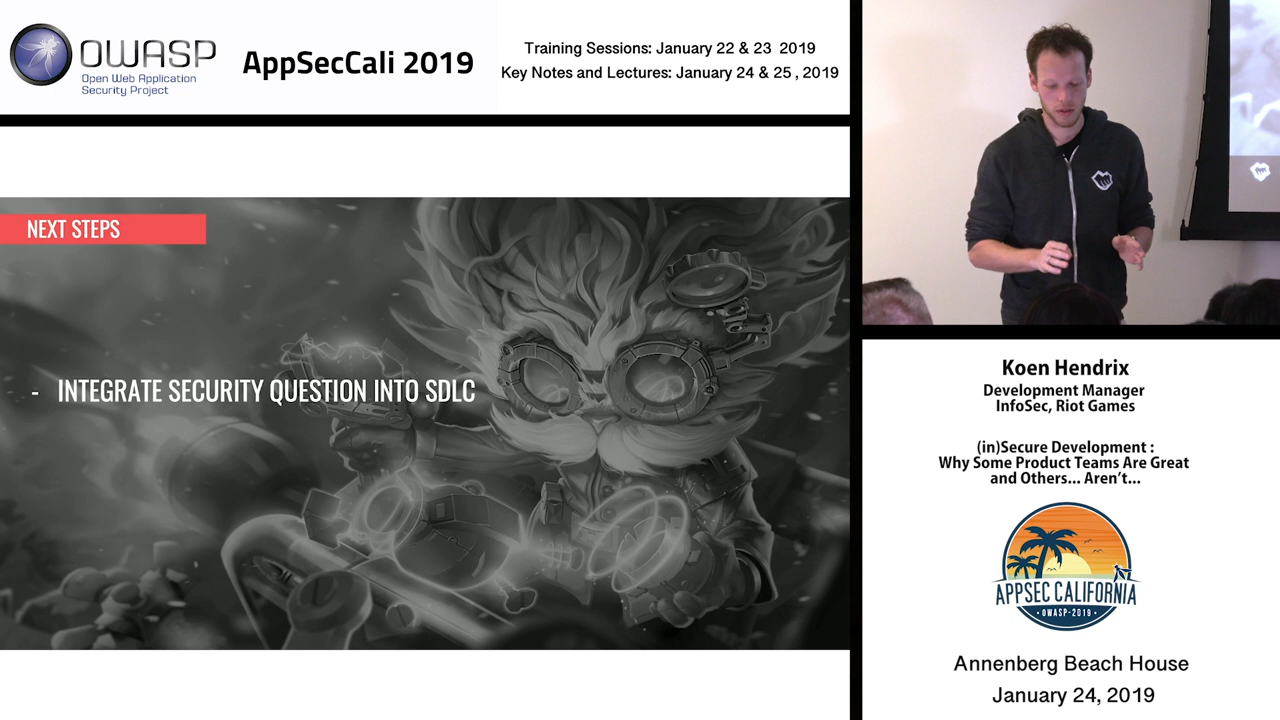 OWASP
Open Web Application
Security Project
AppSecCali 2019
Training Sessions: January 22 & 23 2019
Key Notes and Lectures: January 24 & 25 , 2019
NEXT STEPS
- INTEGRATE SECURITY QUESTION INTO SDLC
Koen Hendrix
Development Manager
InfoSec, Riot Games
(in)Secure Development :
Why Some Product Teams Are Great
and Others... Aren't...
APPSEC CALIFORNIA
• OWASP-2019 •
Annenberg Beach House
January 24, 2019